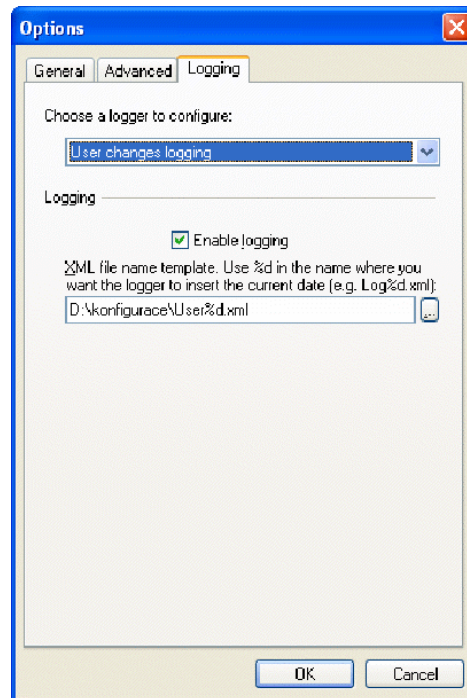 Options
General Advanced Logging
Choose a logger to configure:
User changes logging
Logging
Enable logging
XML file name template. Use %d in the name where you
want the logger to insert the current date (e.g. Log%d.xml):
D:\konfigurace\User%d.xml
...
OK Cancel